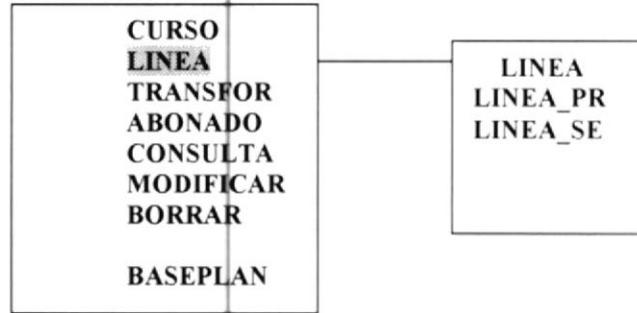 CURSO
LINEA
TRANSFOR
ABONADO
CONSULTA
MODIFICAR
BORRAR
BASEPLAN
LINEA
LINEA_PR
LINEA_SE